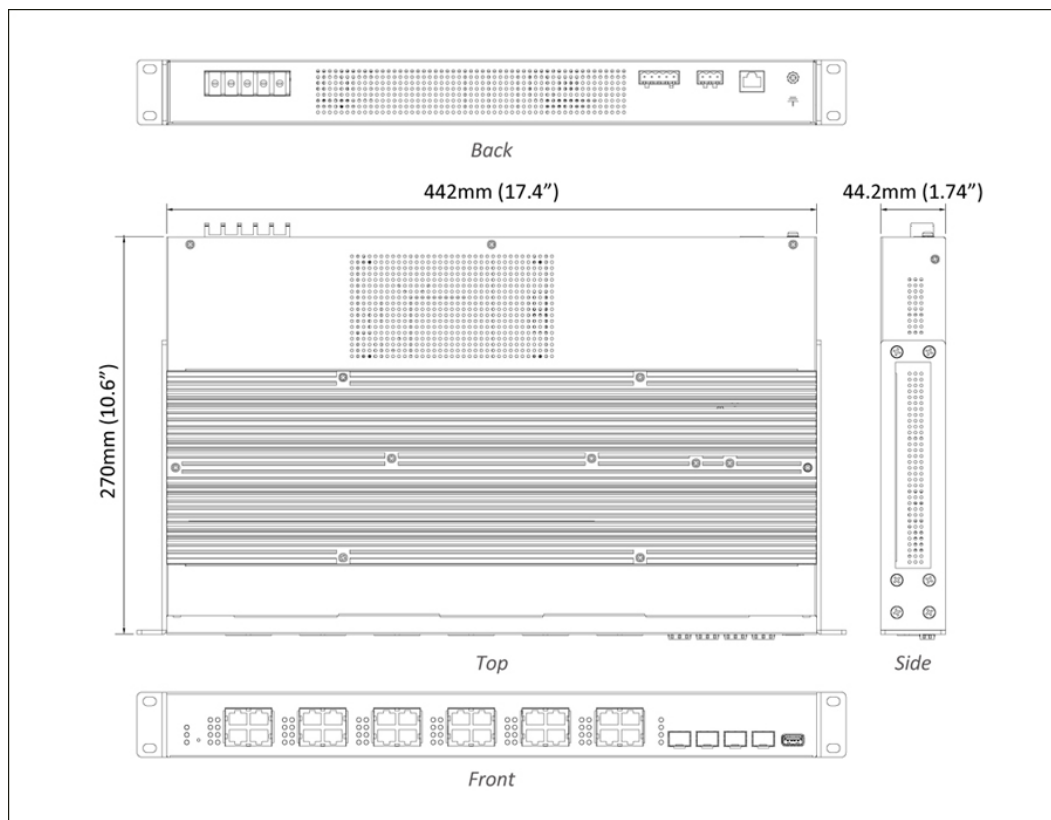 Back
442mm (17.4”)
44.2mm (1.74”)
270mm (10.6”)
Top
Side
Front